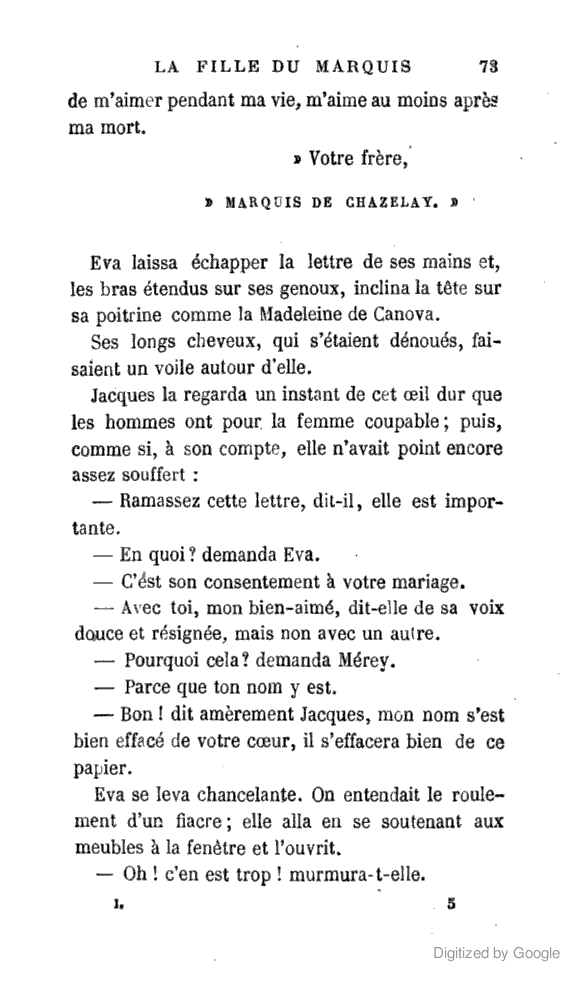 LA FILLE DU MARQUIS 73
de m'aimer pendant ma vie, m'aime au moins après
ma mort.
» Votre frère,
» MARQUIS DE CHAZELAY. »
Eva laissa échapper la lettre de ses mains et,
les bras étendus sur ses genoux, inclina la tête sur
sa poitrine comme la Madeleine de Canova.
Ses longs cheveux, qui s'étaient dénoués, fai-
saient un voile autour d'elle.
Jacques la regarda un instant de cet œil dur que
les hommes ont pour la femme coupable; puis,
comme si, à son compte, elle n'avait point encore
assez souffert :
— Ramassez cette lettre, dit-il, elle est impor-
tante.
— En quoi? demanda Eva.
— C'ést son consentement à votre mariage.
— Avec toi, mon bien-aimé, dit-elle de sa voix
douce et résignée, mais non avec un autre.
— Pourquoi cela? demanda Mérey.
— Parce que ton nom y est.
— Bon ! dit amèrement Jacques, mon nom s'est
bien effacé de votre cœur, il s'effacera bien de ce
papier.
Eva se leva chancelante. On entendait le roule-
ment d'un fiacre; elle alla en se soutenant aux
meubles à la fenêtre et l'ouvrit.
— Oh ! c'en est trop ! murmura-t-elle.
I. 5
Digitized by Google